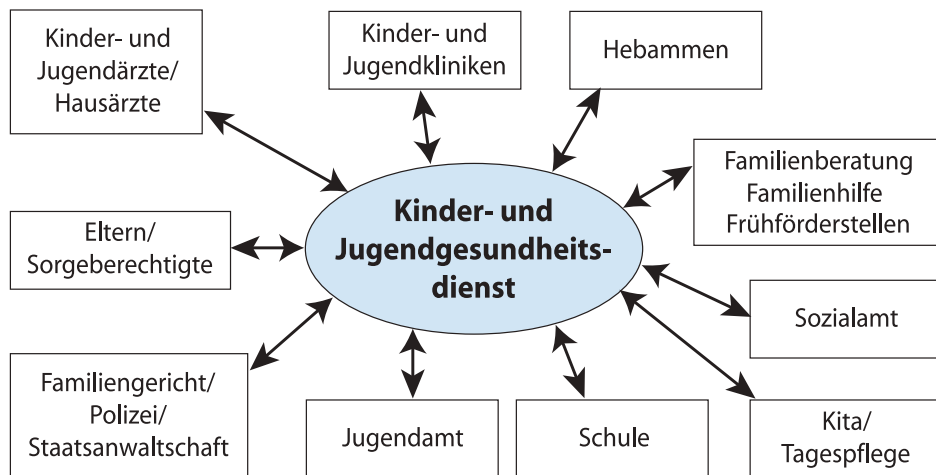 Kinder- und
Jugendärzte/
Hausärzte
Kinder- und
Jugendkliniken
Hebammen
Familienberatung
Familienhilfe
Frühförderstellen
Kinder- und
Jugendgesundheits-
dienst
Eltern/
Sorgeberechtigte
Sozialamt
Familiengericht/
Polizei/
Staatsanwaltschaft
Jugendamt
Schule
Kita/
Tagespflege